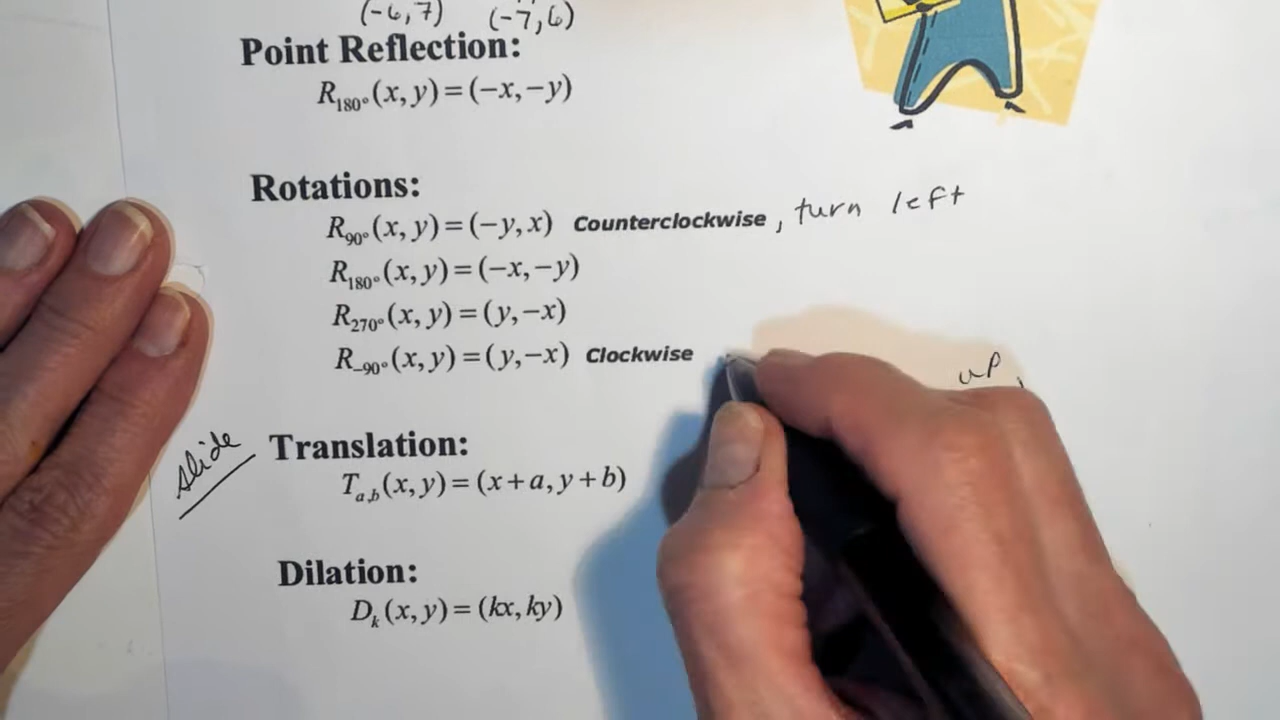 (-6,7) (-7,6)
Point Reflection:
R₁₈₀°(x, y) = (−x, −y)
Rotations:
R₉₀°(x, y) = (−y, x) Counterclockwise, turn left
R₁₈₀°(x, y) = (−x, −y)
R₂₇₀°(x, y) = (y, −x)
R₋₉₀°(x, y) = (y, −x) Clockwise
up
slide Translation:
Tₐ,b(x, y) = (x + a, y + b)
Dilation:
Dₖ(x, y) = (kx, ky)